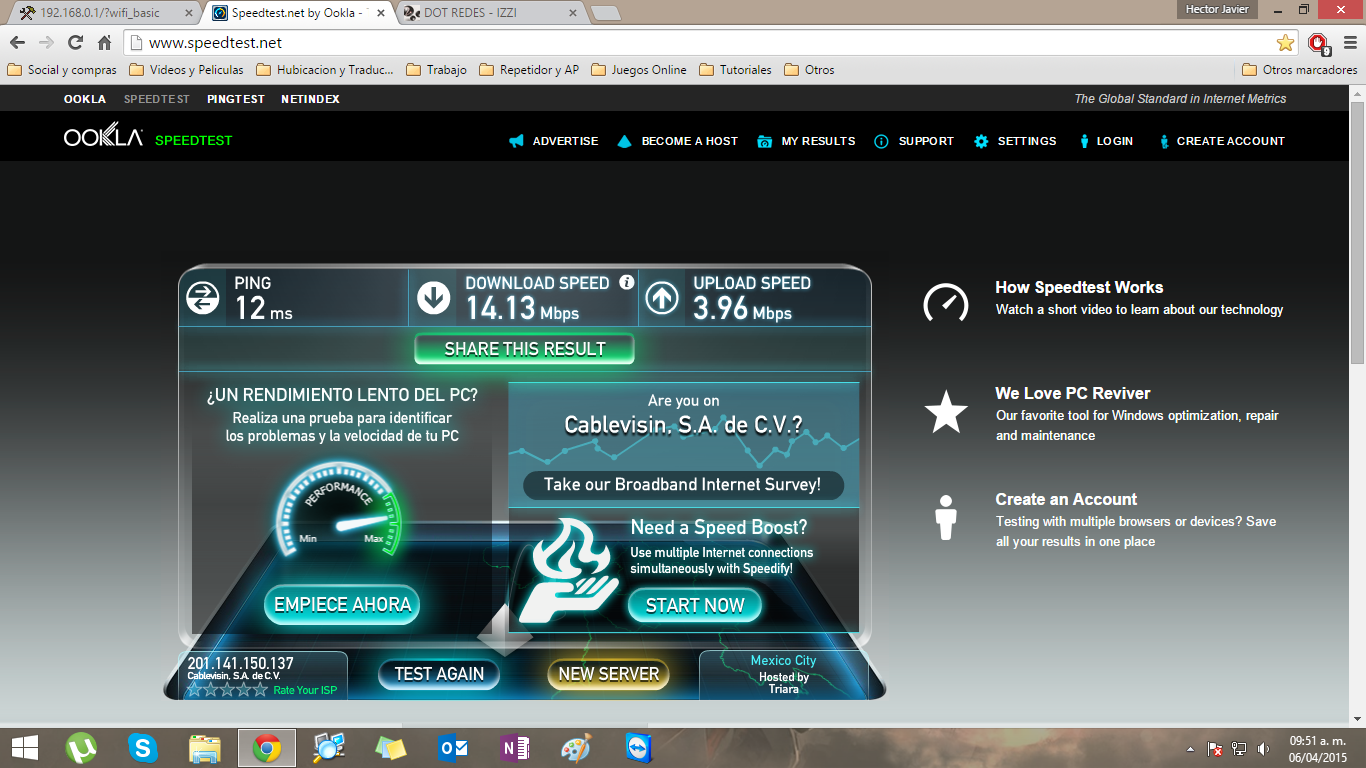 192.168.0.1/?wifi_basic
Speedtest.net by Ookla -
DOT REDES - IZZI
Hector Javier
www.speedtest.net
9
Social y compras
Videos y Peliculas
Hubicacion y Traduc...
Trabajo
Repetidor y AP
Juegos Online
Tutoriales
Otros
Otros marcadores
OOKLA SPEEDTEST PINGTEST NETINDEX
The Global Standard in Internet Metrics
OOKLA SPEEDTEST
ADVERTISE
BECOME A HOST
MY RESULTS
SUPPORT
SETTINGS
LOGIN
CREATE ACCOUNT
PING
12 ms
DOWNLOAD SPEED
14.13 Mbps
UPLOAD SPEED
3.96 Mbps
SHARE THIS RESULT
¿UN RENDIMIENTO LENTO DEL PC?
Realiza una prueba para identificar
los problemas y la velocidad de tu PC
PERFORMANCE
Min
Max
EMPIECE AHORA
Are you on
Cablevisin, S.A. de C.V.?
Take our Broadband Internet Survey!
Need a Speed Boost?
Use multiple Internet connections
simultaneously with Speedify!
START NOW
201.141.150.137
Cablevisin, S.A. de C.V.
Rate Your ISP
TEST AGAIN
NEW SERVER
Mexico City
Hosted by
Triara
How Speedtest Works
Watch a short video to learn about our technology
We Love PC Reviver
Our favorite tool for Windows optimization, repair
and maintenance
Create an Account
Testing with multiple browsers or devices? Save
all your results in one place
09:51 a. m.
06/04/2015